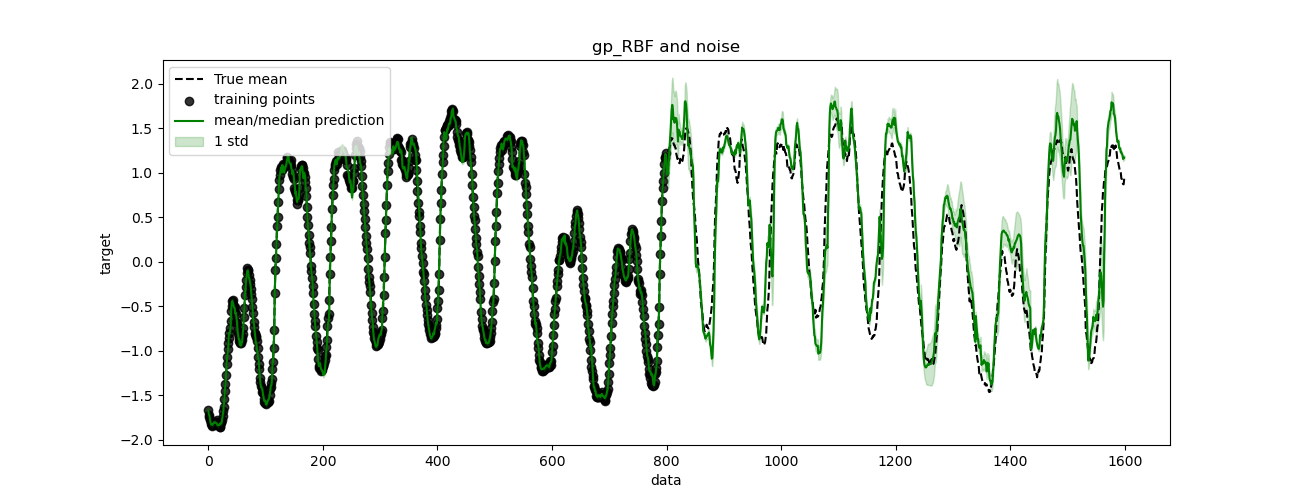 gp_RBF and noise
True mean
training points
mean/median prediction
1 std
target
2.0
1.5
1.0
0.5
0.0
−0.5
−1.0
−1.5
−2.0
0 200 400 600 800 1000 1200 1400 1600
data